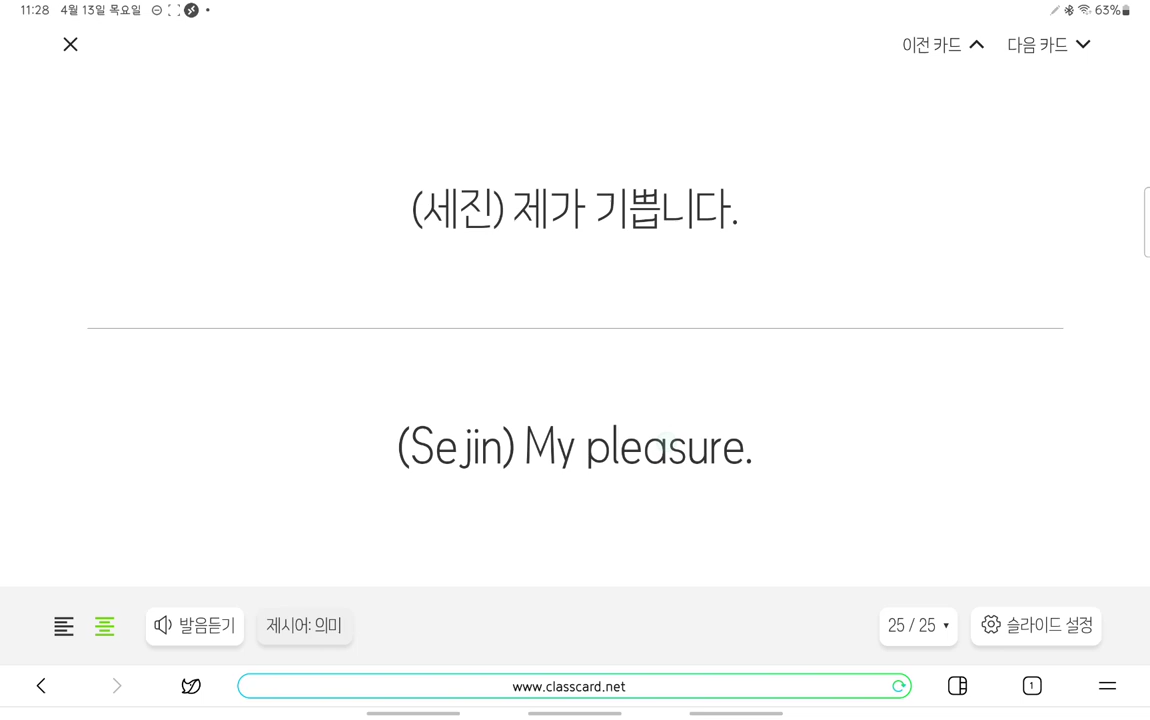 11:28 4월 13일 목요일
63%
이전 카드 다음 카드
(세진) 제가 기쁩니다.
(Sejin) My pleasure.
발음듣기 제시어: 의미 25 / 25 슬라이드 설정
www.classcard.net 1